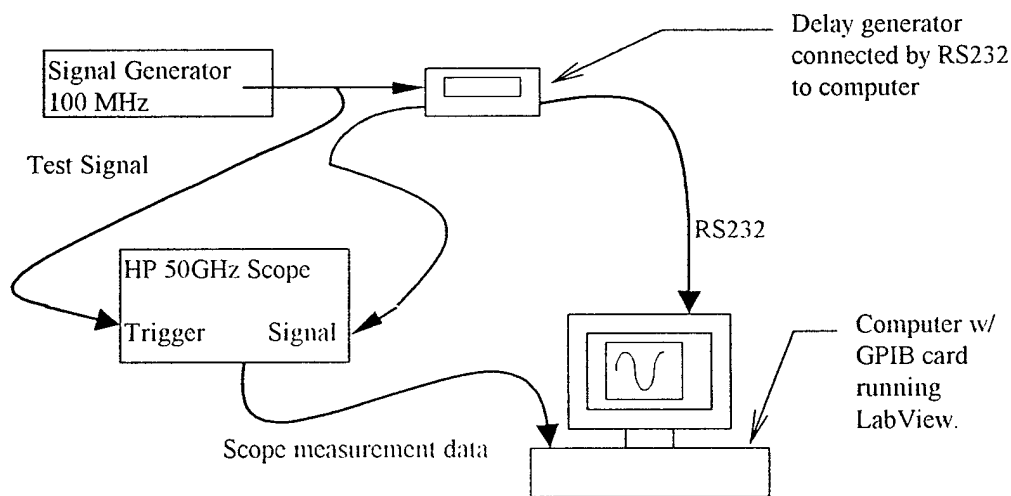 Signal Generator
100 MHz
Delay generator
connected by RS232
to computer
Test Signal
RS232
HP 50GHz Scope
Trigger
Signal
Computer w/
GPIB card
running
LabView.
Scope measurement data